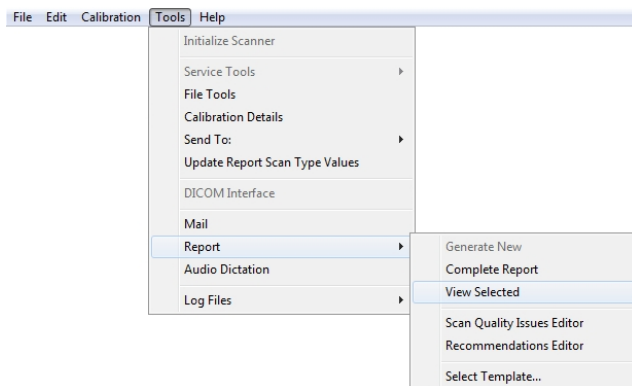 File Edit Calibration Tools Help
Initialize Scanner
Service Tools
File Tools
Calibration Details
Send To:
Update Report Scan Type Values
DICOM Interface
Mail
Report
Audio Dictation
Log Files
Generate New
Complete Report
View Selected
Scan Quality Issues Editor
Recommendations Editor
Select Template...